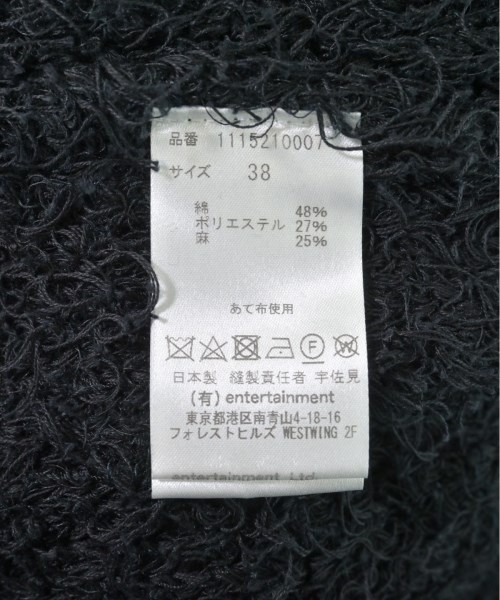 品番 1115210007
サイズ 38
綿 48%
ポリエステル 27%
麻 25%
あて布使用
F W
日本製 縫製責任者 宇佐見
(有) entertainment
東京都港区南青山4-18-16
フォレストヒルズ WESTWING 2F
entertainment Ltd